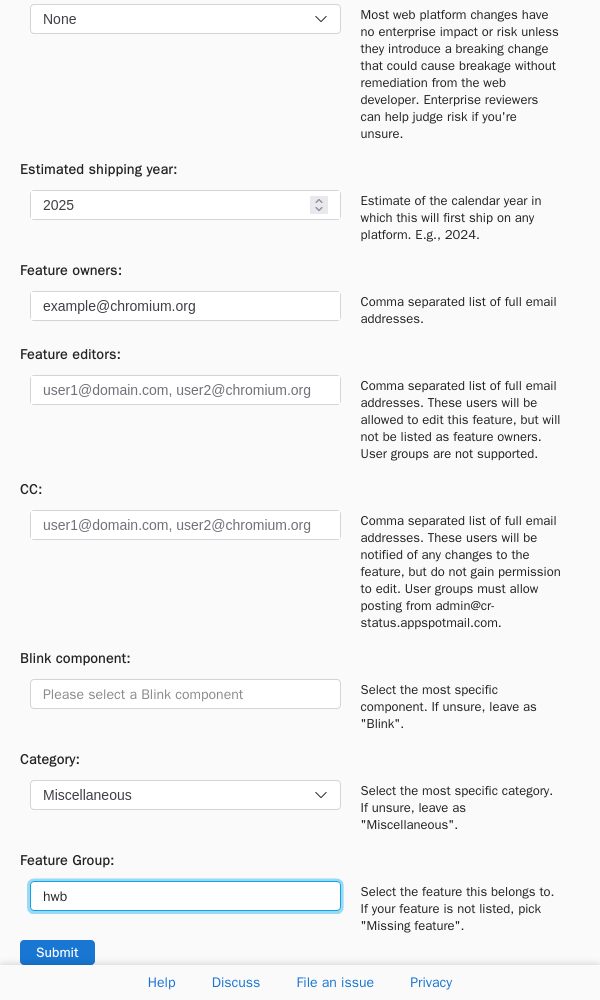 None
Most web platform changes have
no enterprise impact or risk unless
they introduce a breaking change
that could cause breakage without
remediation from the web
developer. Enterprise reviewers
can help judge risk if you're
unsure.
Estimated shipping year:
2025
Estimate of the calendar year in
which this will first ship on any
platform. E.g., 2024.
Feature owners:
example@chromium.org
Comma separated list of full email
addresses.
Feature editors:
user1@domain.com, user2@chromium.org
Comma separated list of full email
addresses. These users will be
allowed to edit this feature, but will
not be listed as feature owners.
User groups are not supported.
CC:
user1@domain.com, user2@chromium.org
Comma separated list of full email
addresses. These users will be
notified of any changes to the
feature, but do not gain permission
to edit. User groups must allow
posting from admin@cr-
status.appspotmail.com.
Blink component:
Please select a Blink component
Select the most specific
component. If unsure, leave as
"Blink".
Category:
Miscellaneous
Select the most specific category.
If unsure, leave as
"Miscellaneous".
Feature Group:
hwb
Select the feature this belongs to.
If your feature is not listed, pick
"Missing feature".
Submit
Help
Discuss
File an issue
Privacy